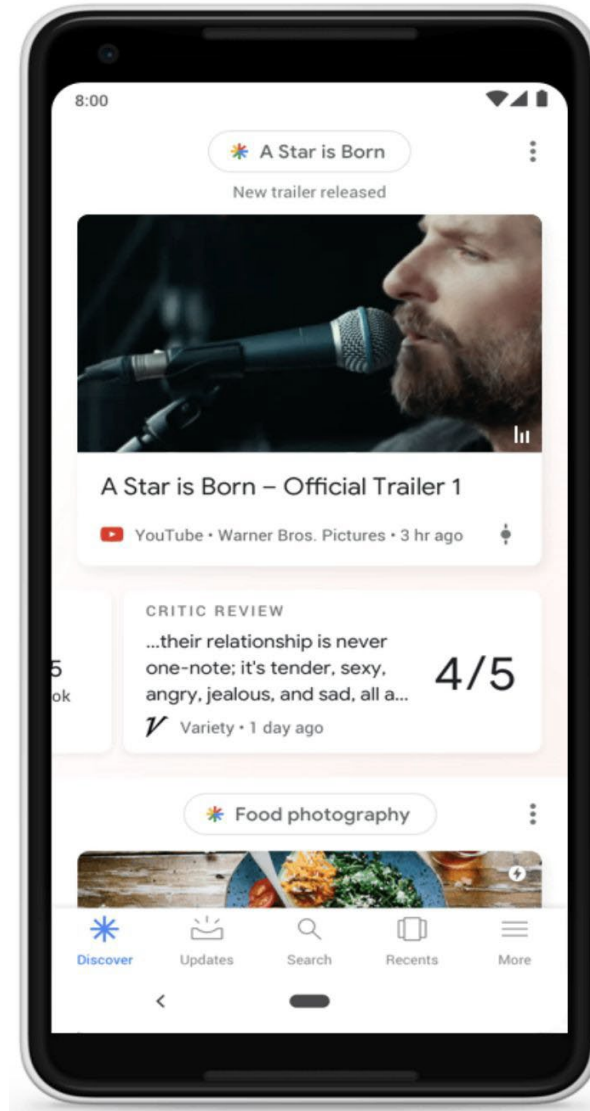 8:00
A Star is Born
New trailer released
A Star is Born – Official Trailer 1
YouTube • Warner Bros. Pictures • 3 hr ago
5
ok
CRITIC REVIEW
...their relationship is never
one-note; it's tender, sexy,
angry, jealous, and sad, all a...
4/5
V Variety • 1 day ago
Food photography
Discover
Updates
Search
Recents
More